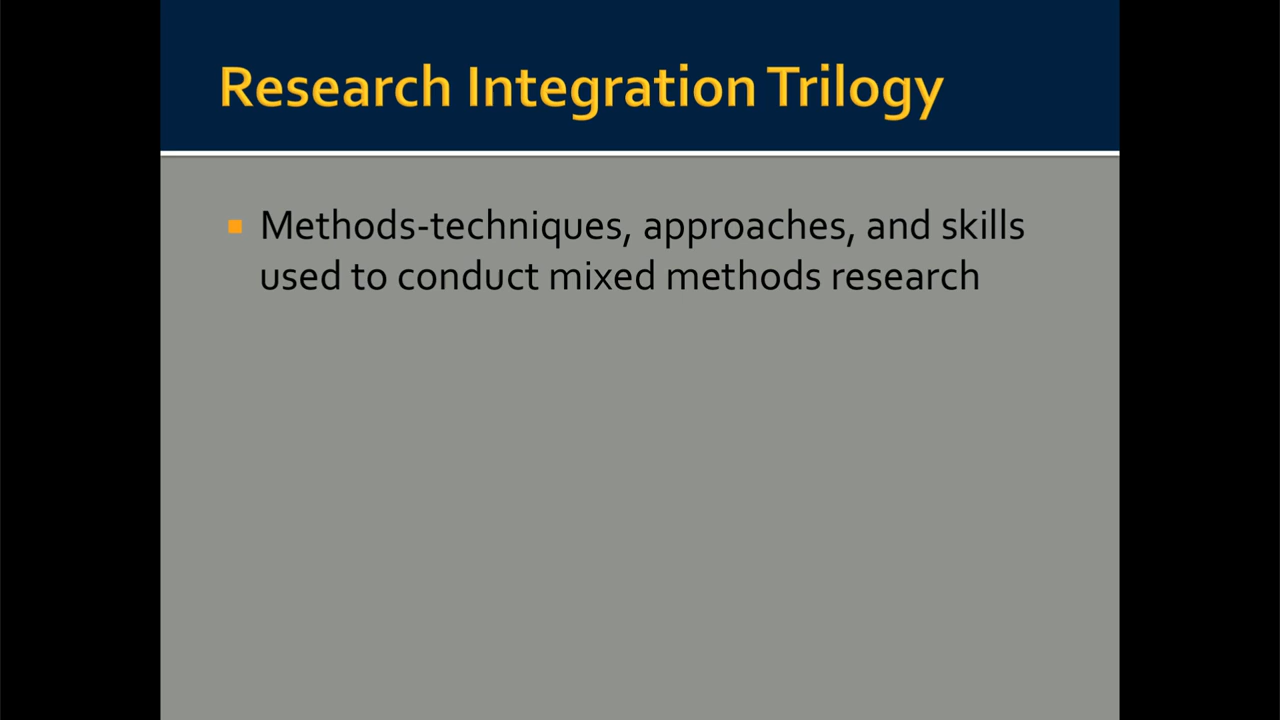 Research Integration Trilogy
Methods-techniques, approaches, and skills
used to conduct mixed methods research